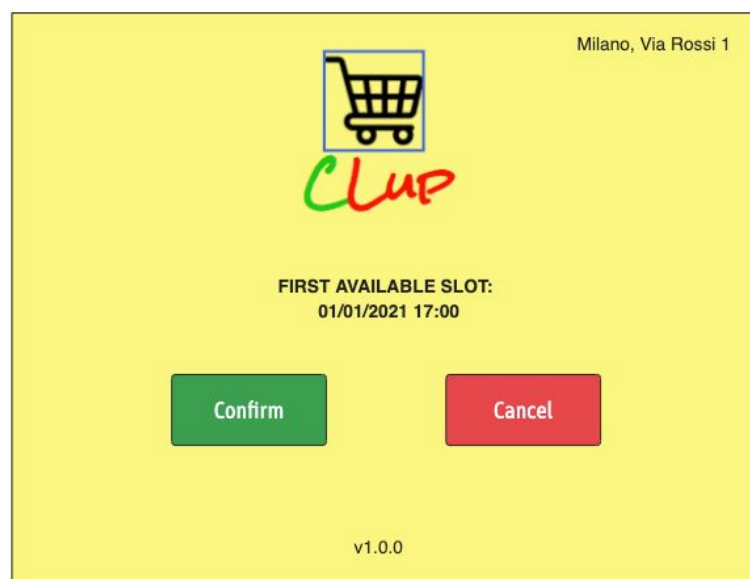 Milano, Via Rossi 1
CLup
FIRST AVAILABLE SLOT:
01/01/2021 17:00
Confirm
Cancel
v1.0.0